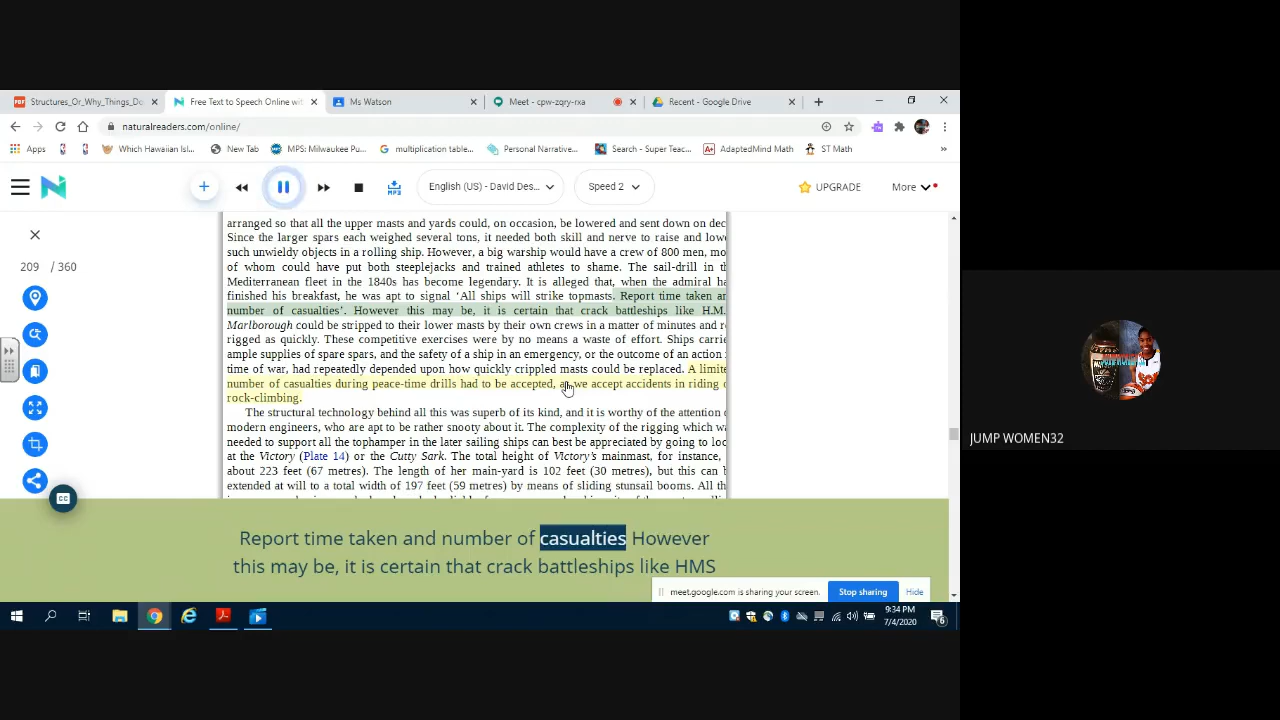 Structures_Or_Why_Things_Do
Free Text to Speech Online with
Ms Watson
Meet - cpw-zqry-rxa
Recent - Google Drive
naturalreaders.com/online/
Apps
Which Hawaiian Isl...
New Tab
MPS: Milwaukee Pu...
multiplication table...
Personal Narrative...
Search - Super Teac...
AdaptedMind Math
ST Math
»
MP3
English (US) - David Des...
Speed 2
UPGRADE
More
209 / 360
arranged so that all the upper masts and yards could, on occasion, be lowered and sent down on dec
Since the larger spars each weighed several tons, it needed both skill and nerve to raise and lowe
such unwieldy objects in a rolling ship. However, a big warship would have a crew of 800 men, mo
of whom could have put both steeplejacks and trained athletes to shame. The sail-drill in th
Mediterranean fleet in the 1840s has become legendary. It is alleged that, when the admiral ha
finished his breakfast, he was apt to signal ‘All ships will strike topmasts. Report time taken an
number of casualties’. However this may be, it is certain that crack battleships like H.M.
Marlborough could be stripped to their lower masts by their own crews in a matter of minutes and r
rigged as quickly. These competitive exercises were by no means a waste of effort. Ships carrie
ample supplies of spare spars, and the safety of a ship in an emergency, or the outcome of an action
time of war, had repeatedly depended upon how quickly crippled masts could be replaced. A limite
number of casualties during peace-time drills had to be accepted, as we accept accidents in riding o
rock-climbing.
The structural technology behind all this was superb of its kind, and it is worthy of the attention o
modern engineers, who are apt to be rather snooty about it. The complexity of the rigging which wa
needed to support all the tophamper in the later sailing ships can best be appreciated by going to loo
at the Victory (Plate 14) or the Cutty Sark. The total height of Victory’s mainmast, for instance,
about 223 feet (67 metres). The length of her main-yard is 102 feet (30 metres), but this can b
extended at will to a total width of 197 feet (59 metres) by means of sliding stunsail booms. All th
CC
Report time taken and number of casualties However
this may be, it is certain that crack battleships like HMS
meet.google.com is sharing your screen.
Stop sharing
Hide
9:34 PM
7/4/2020
6
JUMP WOMEN32